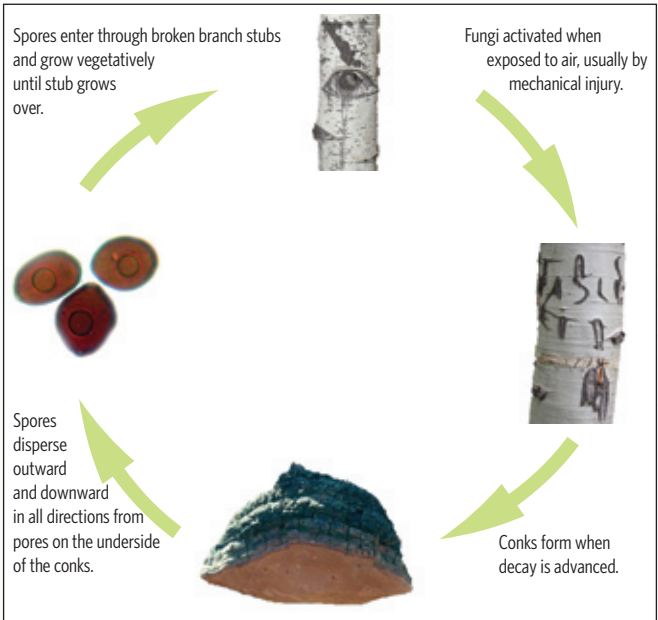 Spores enter through broken branch stubs
and grow vegetatively
until stub grows
over.
Fungi activated when
exposed to air, usually by
mechanical injury.
Conks form when
decay is advanced.
Spores
disperse
outward
and downward
in all directions from
pores on the underside
of the conks.